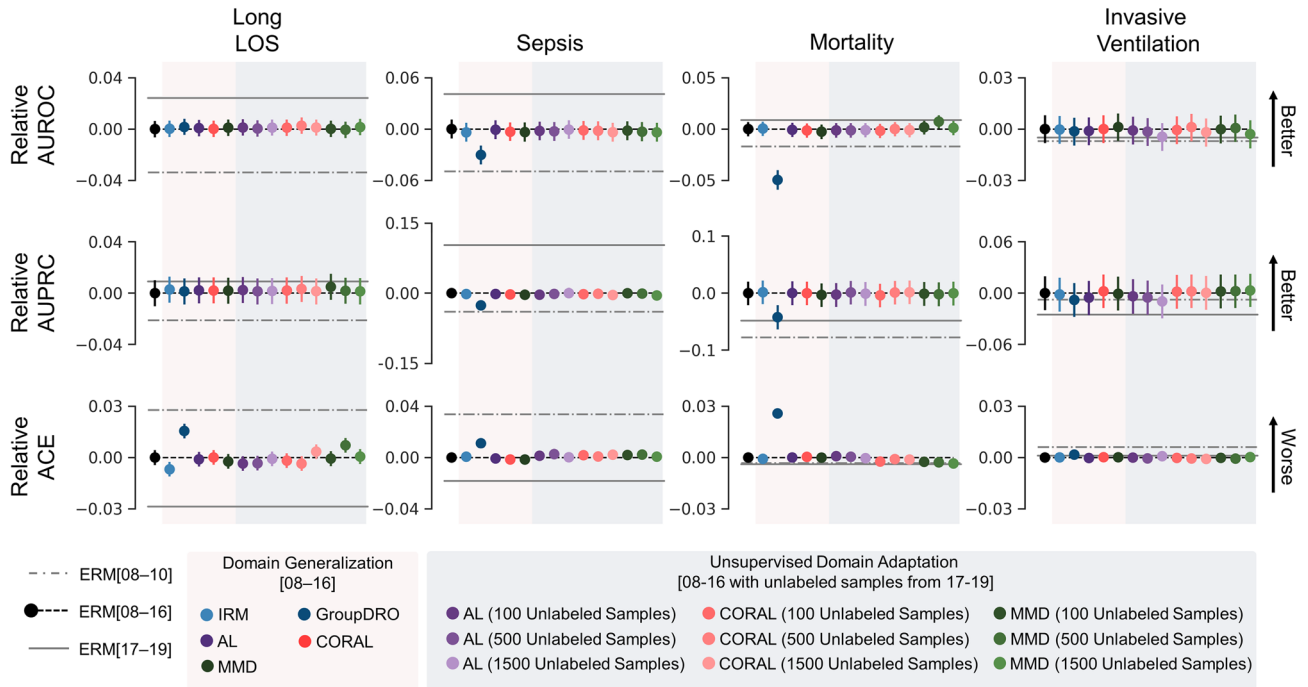 Long
LOS
Sepsis
Mortality
Invasive
Ventilation
Relative
AUROC
0.04
0.00
−0.04
0.06
0.00
−0.06
0.05
0.00
−0.05
0.03
0.00
−0.03
Better
Relative
AUPRC
0.04
0.00
−0.04
0.15
0.00
-0.15
0.1
0.00
−0.1
0.06
0.00
−0.06
Better
Relative
ACE
0.03
0.00
−0.03
0.04
0.00
−0.04
0.03
0.00
−0.03
0.03
0.00
−0.03
Worse
ERM[08–10]
ERM[08–16]
ERM[17–19]
Domain Generalization
[08–16]
IRM
GroupDRO
AL
CORAL
MMD
Unsupervised Domain Adaptation
[08-16 with unlabeled samples from 17-19]
AL (100 Unlabeled Samples)
CORAL (100 Unlabeled Samples)
MMD (100 Unlabeled Samples)
AL (500 Unlabeled Samples)
CORAL (500 Unlabeled Samples)
MMD (500 Unlabeled Samples)
AL (1500 Unlabeled Samples)
CORAL (1500 Unlabeled Samples)
MMD (1500 Unlabeled Samples)